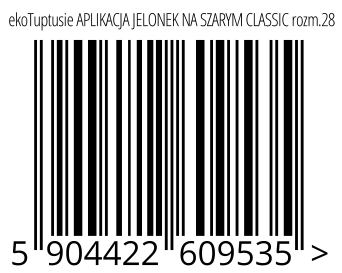 ekoTuptusie APLIKACJA JELONEK NA SZARYM CLASSIC rozm.28
5 904422 609535 >